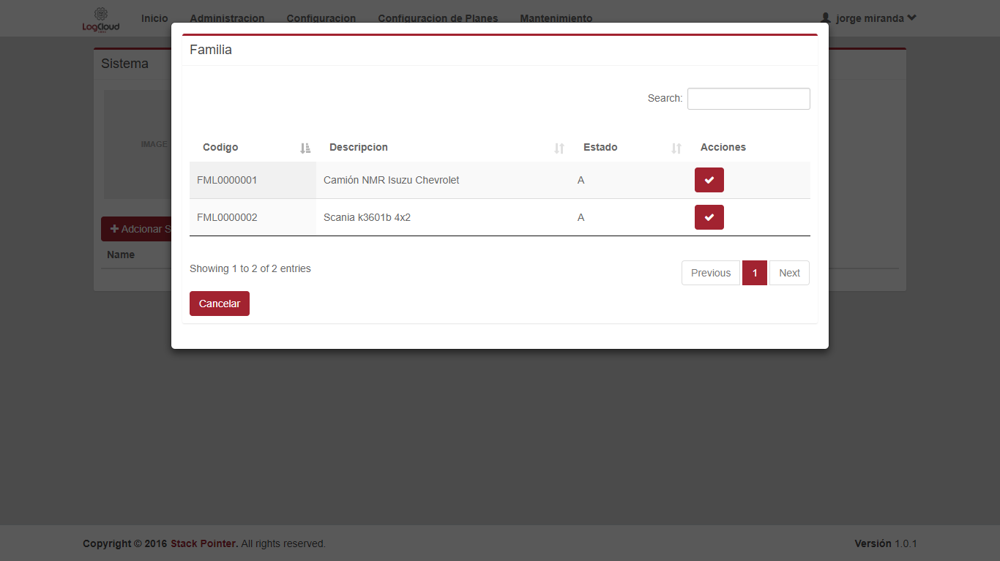 Inicio Administracion Configuracion Configuracion de Planes Mantenimiento jorge miranda
LogCloud
Familia
Sistema
Search:
IMAGE
Codigo Descripcion Estado Acciones
FML0000001 Camión NMR Isuzu Chevrolet A
FML0000002 Scania k3601b 4x2 A
Adcionar S
Name
Showing 1 to 2 of 2 entries Previous 1 Next
Cancelar
Copyright © 2016 Stack Pointer. All rights reserved. Versión 1.0.1